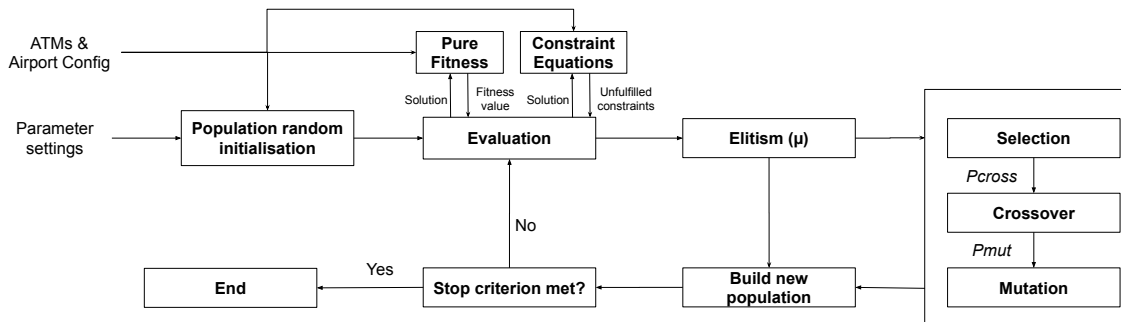 ATMs &
Airport Config
Pure
Fitness
Constraint
Equations
Solution
Fitness
value
Solution
Unfulfilled
constraints
Parameter
settings
Population random
initialisation
Evaluation
Elitism (μ)
Selection
Pcross
Crossover
Pmut
Mutation
No
Yes
End
Stop criterion met?
Build new
population